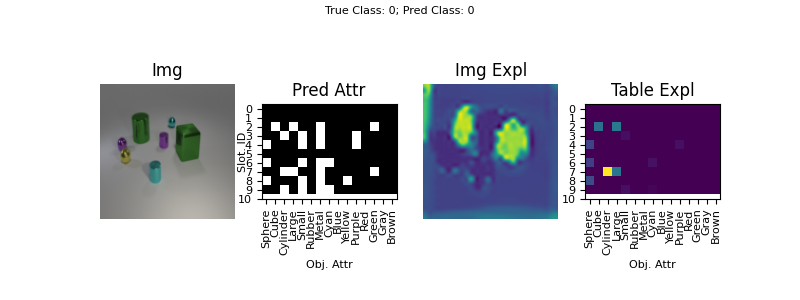 True Class: 0; Pred Class: 0
Img
Pred Attr
Img Expl
Table Expl
Slot. ID
0
1
2
3
4
5
6
7
8
9
10
Sphere
Cube
Cylinder
Large
Small
Rubber
Metal
Cyan
Blue
Yellow
Purple
Red
Green
Gray
Brown
Obj. Attr
0
1
2
3
4
5
6
7
8
9
10
Sphere
Cube
Cylinder
Large
Small
Rubber
Metal
Cyan
Blue
Yellow
Purple
Red
Green
Gray
Brown
Obj. Attr